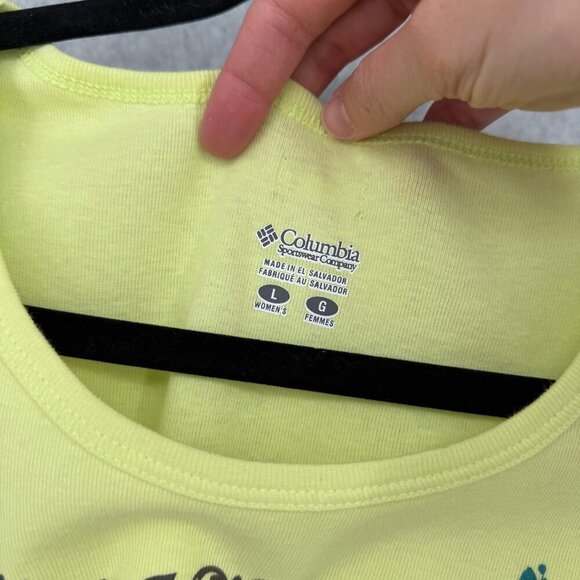 Columbia
Sportswear Company
MADE IN EL SALVADOR
FABRIQUÉ AU SALVADOR
L G
WOMEN'S FEMMES